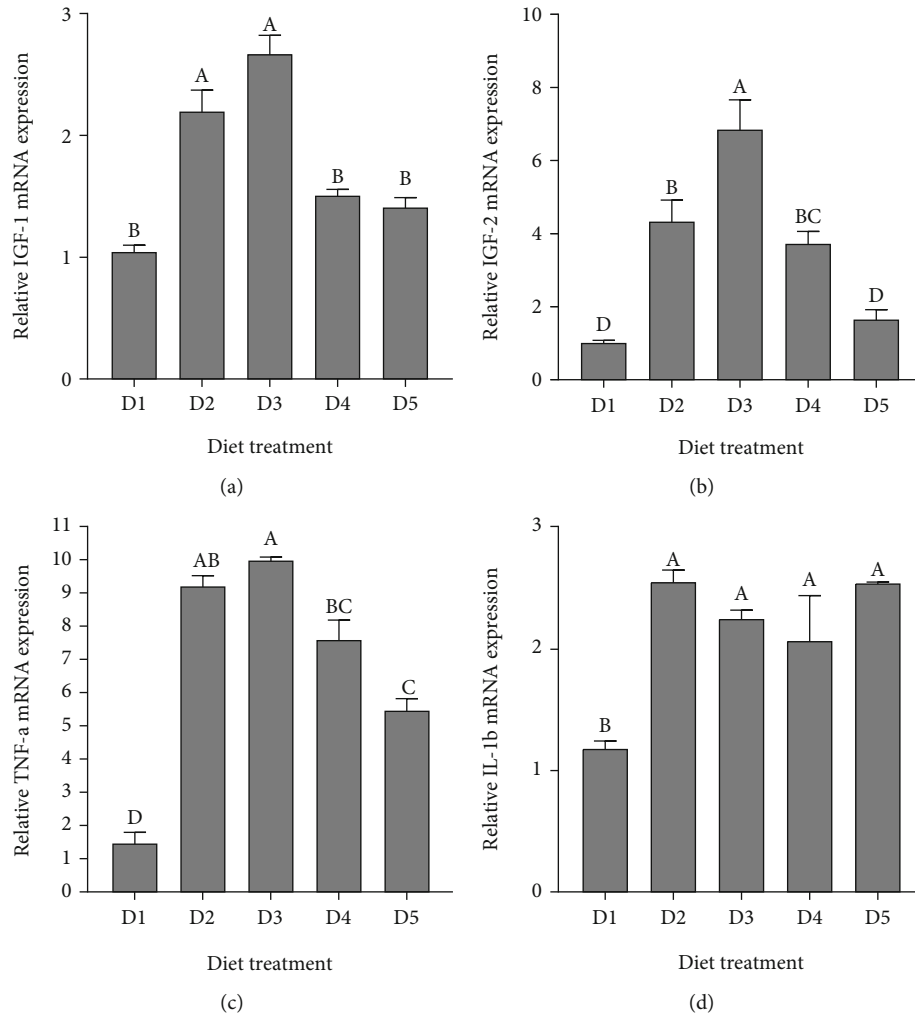 Relative IGF-1 mRNA expression
3
2
1
0
B
A
A
B
B
D1 D2 D3 D4 D5
Diet treatment
(a)
Relative IGF-2 mRNA expression
10
8
6
4
2
0
D
B
A
BC
D
D1 D2 D3 D4 D5
Diet treatment
(b)
Relative TNF-a mRNA expression
11
10
9
8
7
6
5
4
3
2
1
0
D
AB
A
BC
C
D1 D2 D3 D4 D5
Diet treatment
(c)
Relative IL-1b mRNA expression
3
2
1
0
B
A
A
A
A
D1 D2 D3 D4 D5
Diet treatment
(d)